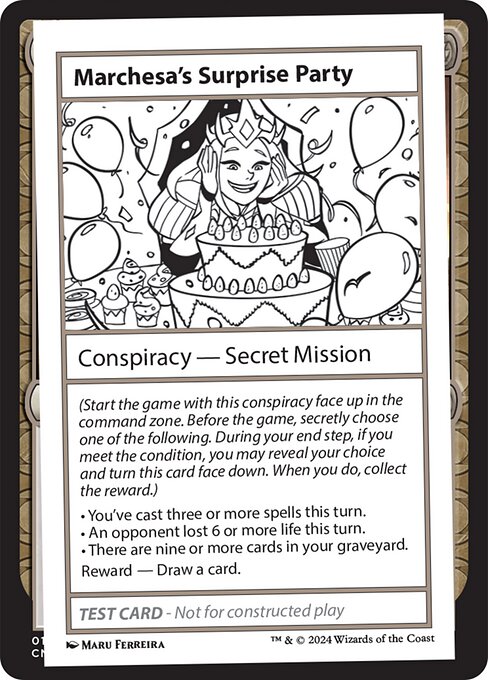 Marchesa's Surprise Party
Conspiracy — Secret Mission
(Start the game with this conspiracy face up in the
command zone. Before the game, secretly choose
one of the following. During your end step, if you
meet the condition, you may reveal your choice
and turn this card face down. When you do, collect
the reward.)
• You've cast three or more spells this turn.
• An opponent lost 6 or more life this turn.
• There are nine or more cards in your graveyard.
Reward — Draw a card.
TEST CARD - Not for constructed play
MARU FERREIRA
™ & © 2024 Wizards of the Coast